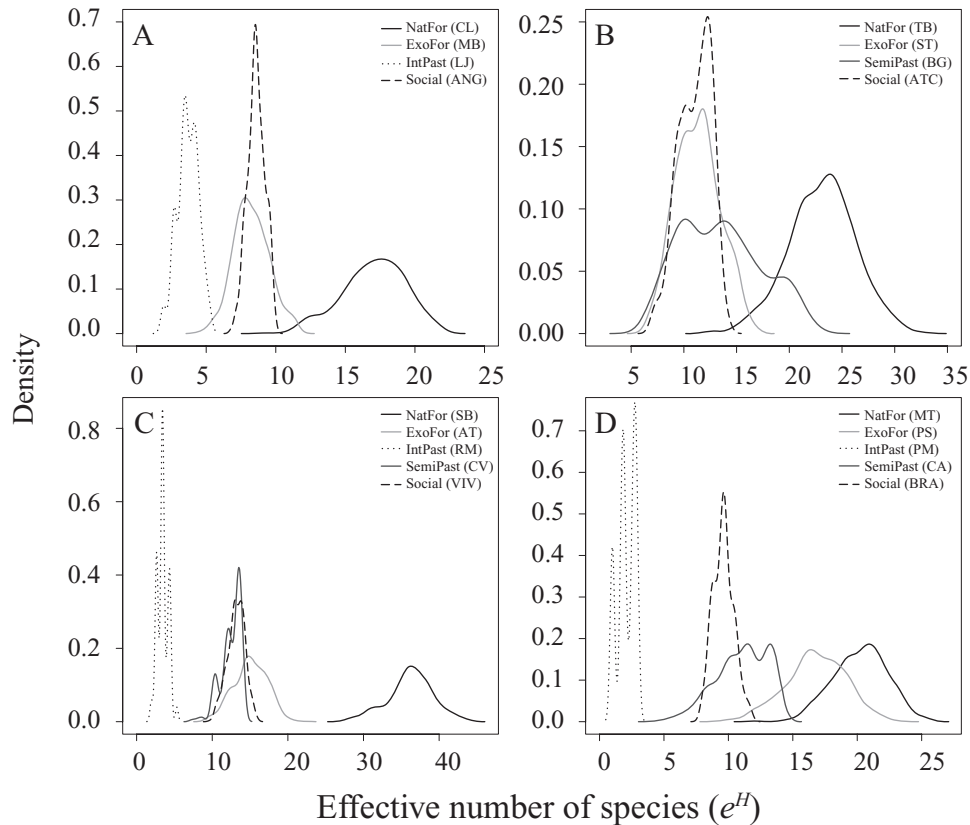 A
NatFor (CL)
ExoFor (MB)
IntPast (LJ)
Social (ANG)
0.7
0.6
0.5
0.4
0.3
0.2
0.1
0.0
0 5 10 15 20 25
B
NatFor (TB)
ExoFor (ST)
SemiPast (BG)
Social (ATC)
0.25
0.20
0.15
0.10
0.05
0.00
5 10 15 20 25 30 35
Density
C
NatFor (SB)
ExoFor (AT)
IntPast (RM)
SemiPast (CV)
Social (VIV)
0.8
0.6
0.4
0.2
0.0
0 10 20 30 40
D
NatFor (MT)
ExoFor (PS)
IntPast (PM)
SemiPast (CA)
Social (BRA)
0.7
0.6
0.5
0.4
0.3
0.2
0.1
0.0
0 5 10 15 20 25
Effective number of species (e^H)